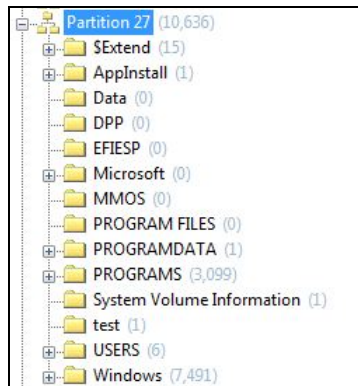 Partition 27 (10,636)
$Extend (15)
AppInstall (1)
Data (0)
DPP (0)
EFIESP (0)
Microsoft (0)
MMOS (0)
PROGRAM FILES (0)
PROGRAMDATA (1)
PROGRAMS (3,099)
System Volume Information (1)
test (1)
USERS (6)
Windows (7,491)